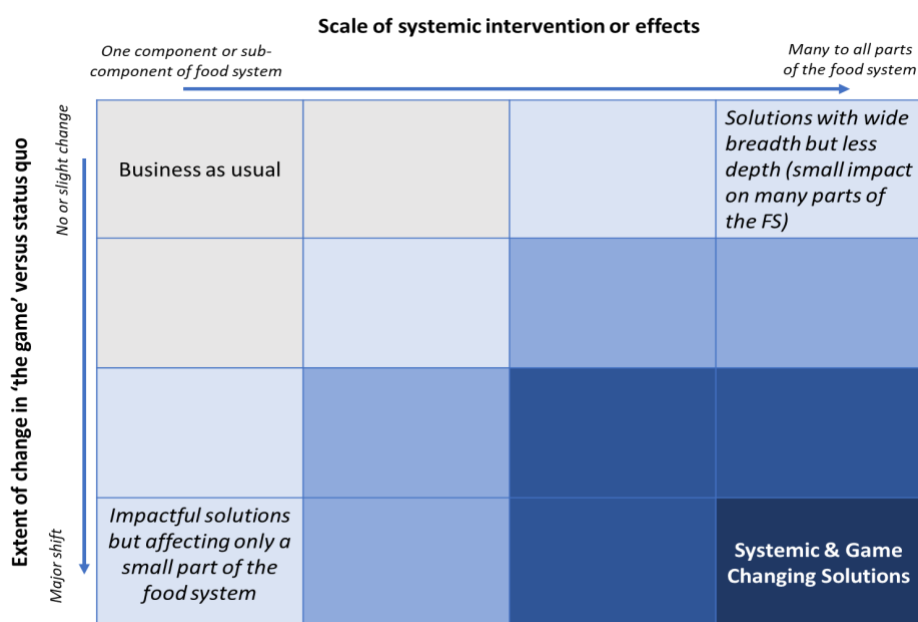 Scale of systemic intervention or effects
One component or sub-
component of food system
Many to all parts
of the food system
Extent of change in ‘the game’ versus status quo
No or slight change
Major shift
Business as usual
Solutions with wide
breadth but less
depth (small impact
on many parts of
the FS)
Impactful solutions
but affecting only a
small part of the
food system
Systemic & Game
Changing Solutions